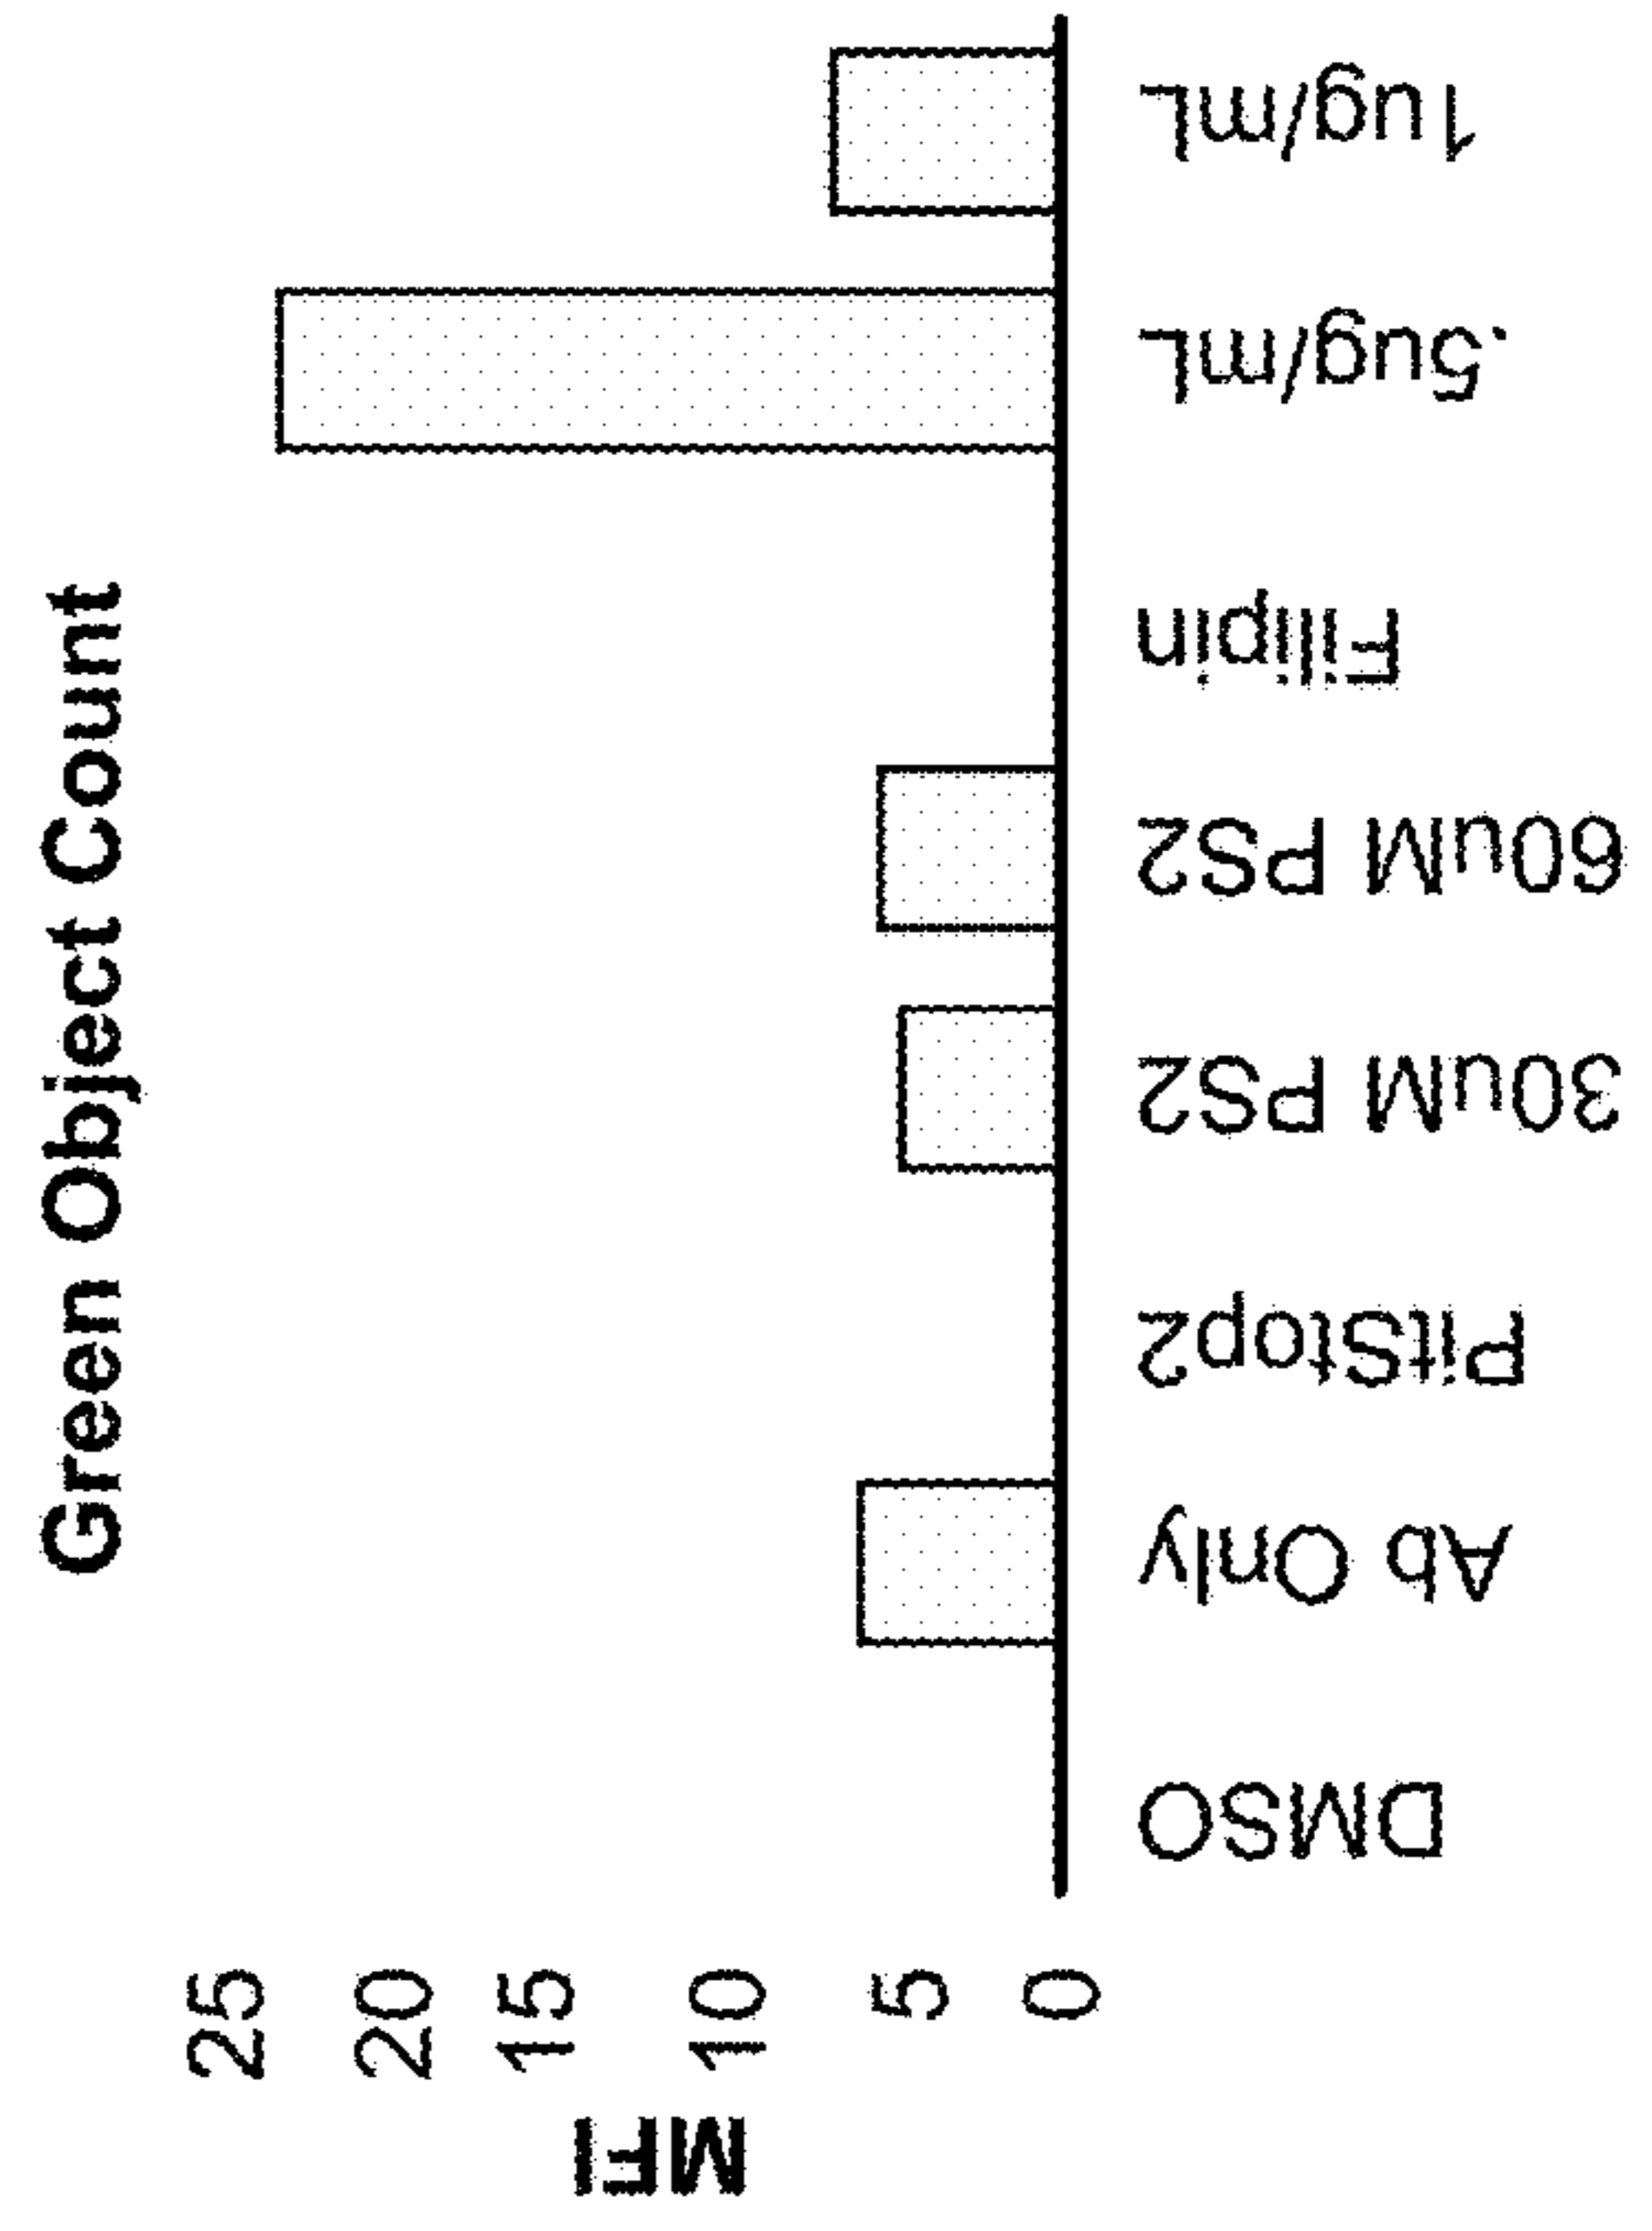 Green Object Count
MFI
25
20
15
10
5
0
DMSO
Ab Only
PitStop2
30uM PS2
60uM PS2
Filipin
.5ug/mL
1ug/mL